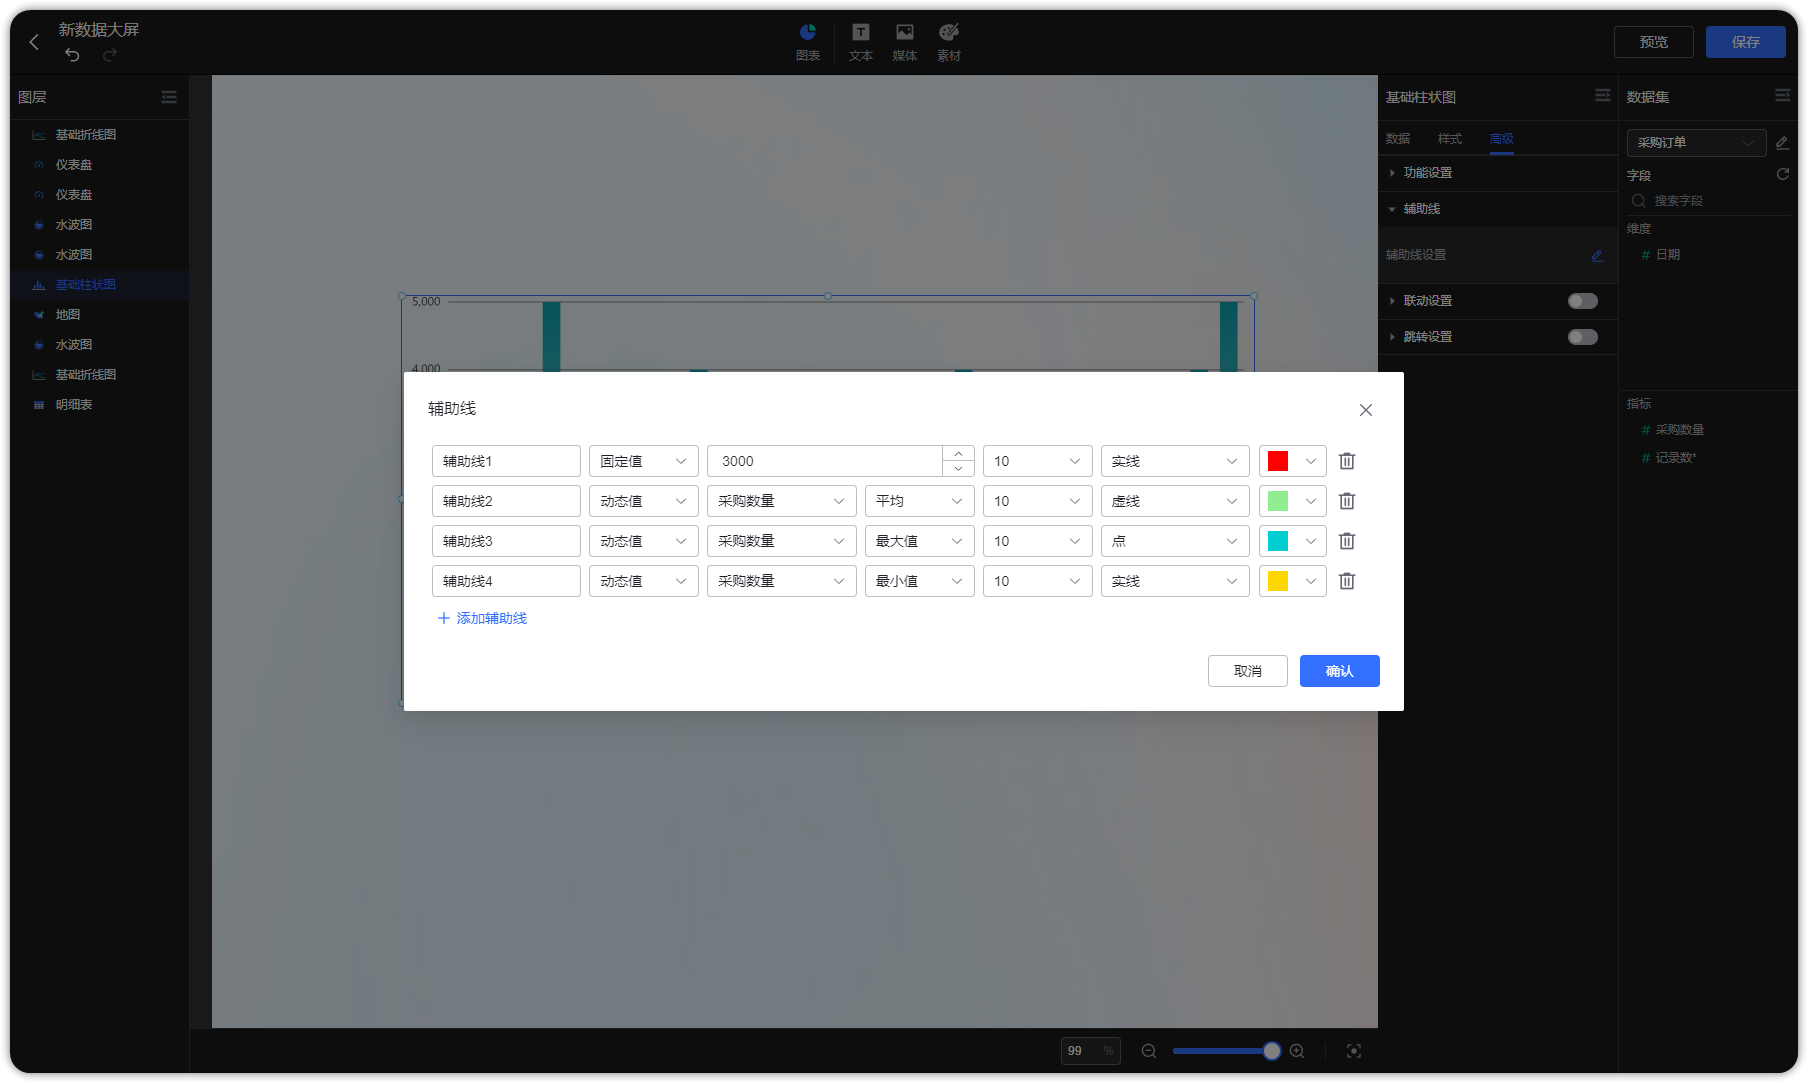 新数据大屏
图表
文本
媒体
素材
预览
保存
图层
基础折线图
仪表盘
仪表盘
水波图
水波图
基础柱状图
地图
水波图
基础折线图
明细表
5,000
4,000
辅助线
辅助线1 固定值 3000 10 实线
辅助线2 动态值 采购数量 平均 10 虚线
辅助线3 动态值 采购数量 最大值 10 点
辅助线4 动态值 采购数量 最小值 10 实线
添加辅助线
取消
确认
基础柱状图
数据 样式 高级
功能设置
辅助线
辅助线设置
联动设置
跳转设置
数据集
采购订单
字段
搜索字段
维度
# 日期
指标
# 采购数量
# 记录数*
99 %